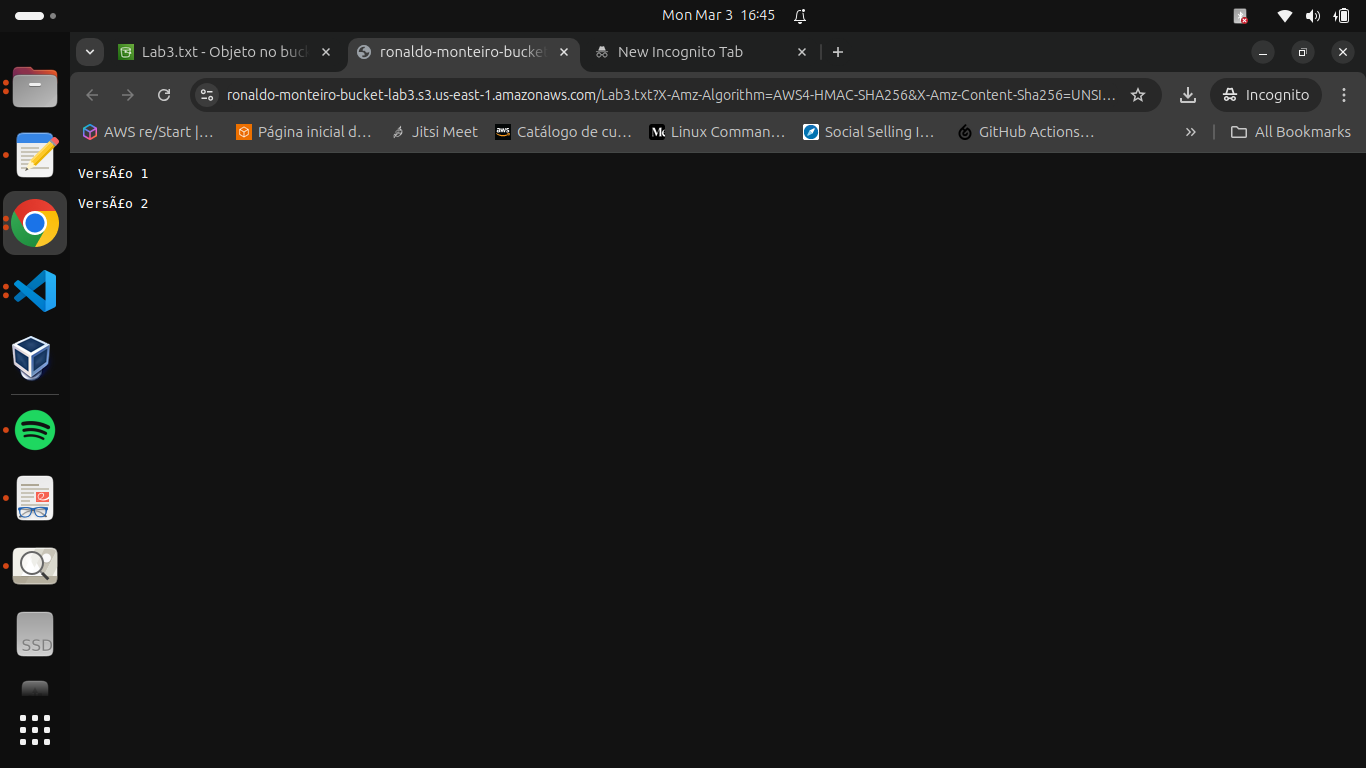 Mon Mar 3 16:45
Lab3.txt - Objeto no buc
ronaldo-monteiro-bucket
New Incognito Tab
ronaldo-monteiro-bucket-lab3.s3.us-east-1.amazonaws.com/Lab3.txt?X-Amz-Algorithm=AWS4-HMAC-SHA256&X-Amz-Content-Sha256=UNSI...
Incognito
AWS re/Start |...
Página inicial d...
Jitsi Meet
aws
Catálogo de cu...
Linux Comman...
Social Selling I...
GitHub Actions...
All Bookmarks
VersÃ£o 1
VersÃ£o 2
SSD